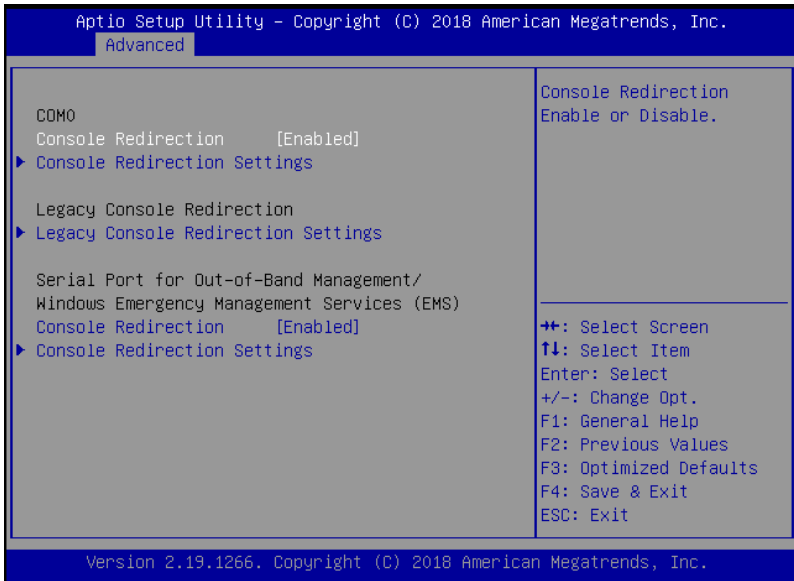 Aptio Setup Utility – Copyright (C) 2018 American Megatrends, Inc.
Advanced
COM0
Console Redirection [Enabled]
Console Redirection Settings
Legacy Console Redirection
Legacy Console Redirection Settings
Serial Port for Out-of-Band Management/
Windows Emergency Management Services (EMS)
Console Redirection [Enabled]
Console Redirection Settings
Console Redirection
Enable or Disable.
→←: Select Screen
↑↓: Select Item
Enter: Select
+/-: Change Opt.
F1: General Help
F2: Previous Values
F3: Optimized Defaults
F4: Save & Exit
ESC: Exit
Version 2.19.1266. Copyright (C) 2018 American Megatrends, Inc.